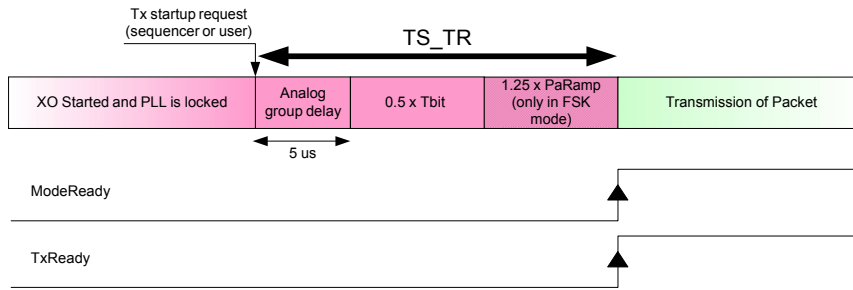 Tx startup request
(sequencer or user)
TS_TR
XO Started and PLL is locked
Analog
group delay
0.5 x Tbit
1.25 x PaRamp
(only in FSK
mode)
Transmission of Packet
5 us
ModeReady
TxReady